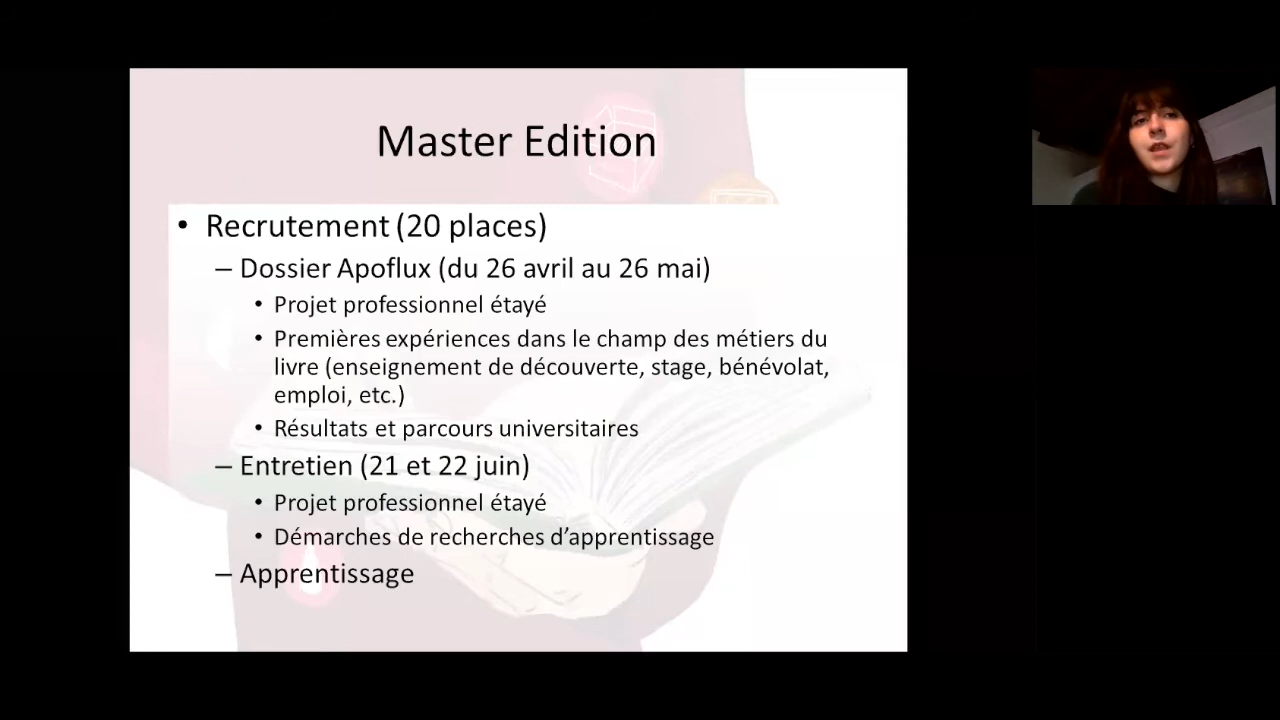 Master Edition
• Recrutement (20 places)
– Dossier Apoflux (du 26 avril au 26 mai)
• Projet professionnel étayé
• Premières expériences dans le champ des métiers du
livre (enseignement de découverte, stage, bénévolat,
emploi, etc.)
• Résultats et parcours universitaires
– Entretien (21 et 22 juin)
• Projet professionnel étayé
• Démarches de recherches d’apprentissage
– Apprentissage